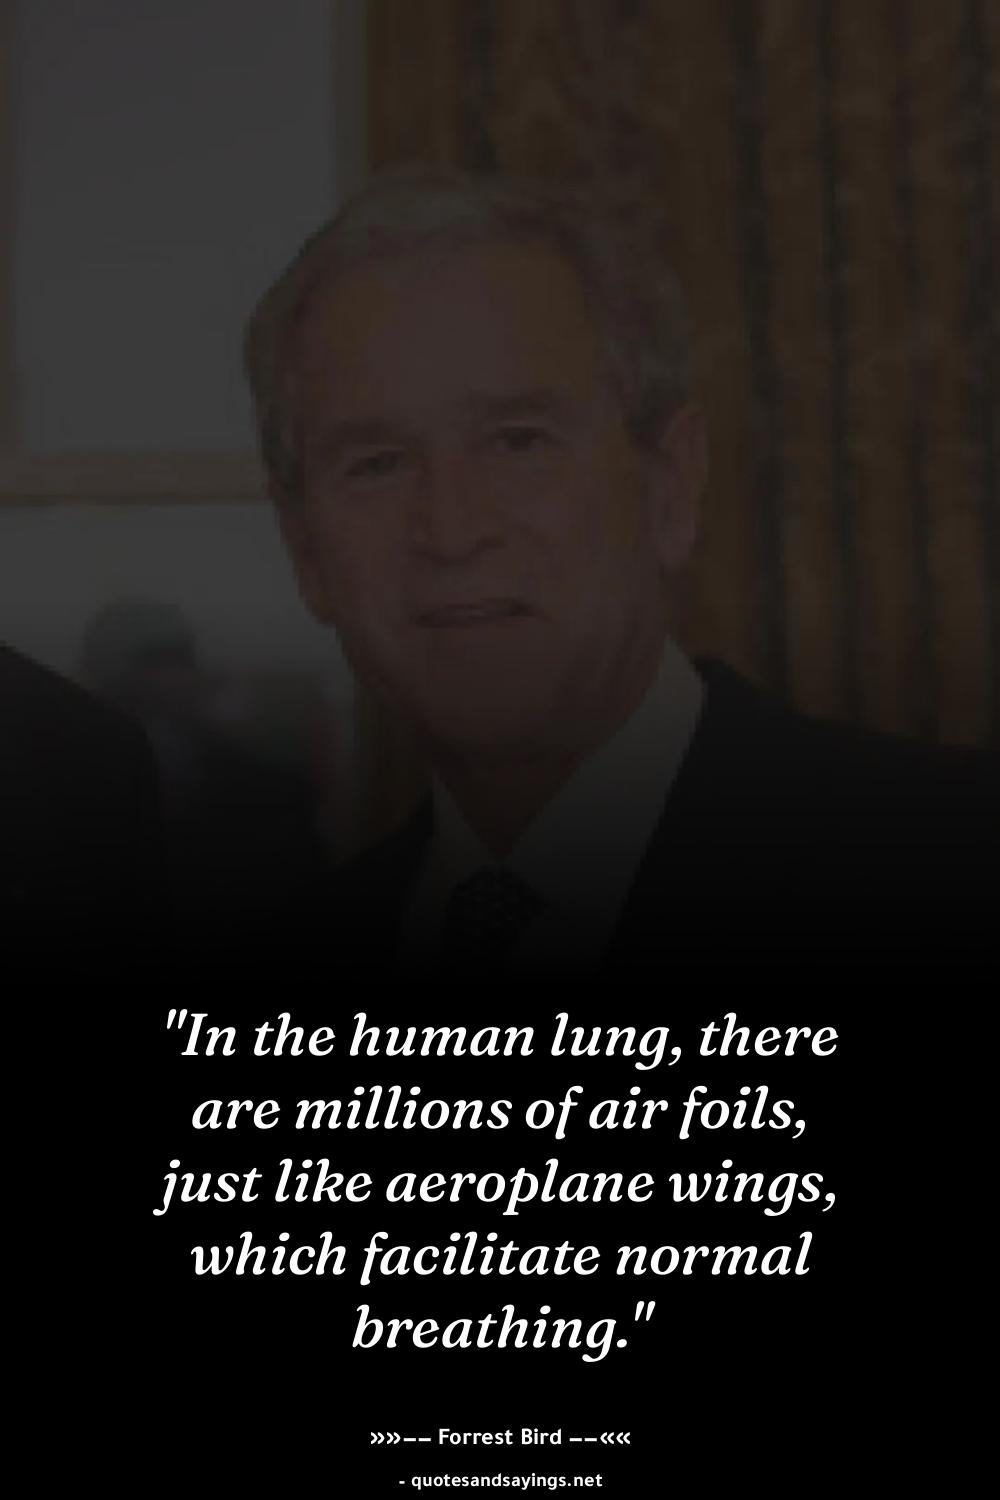 "In the human lung, there
are millions of air foils,
just like aeroplane wings,
which facilitate normal
breathing."
»»−− Forrest Bird −−««
- quotesandsayings.net